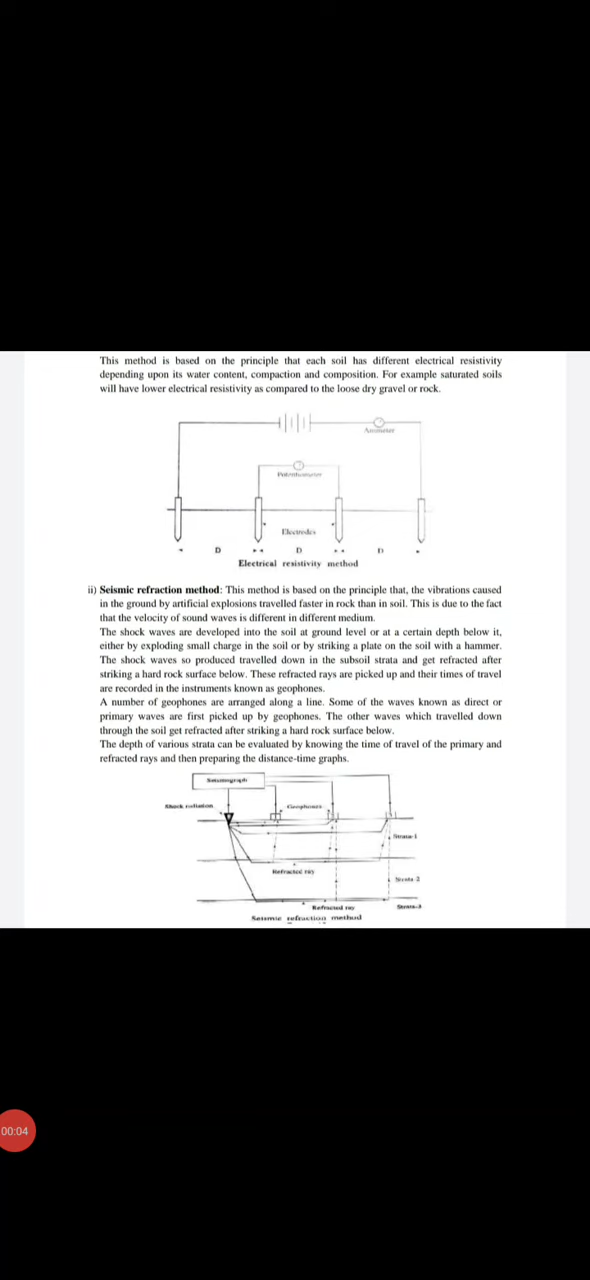 This method is based on the principle that each soil has different electrical resistivity
depending upon its water content, compaction and composition. For example saturated soils
will have lower electrical resistivity as compared to the loose dry gravel or rock.
Ammeter
Potentiometer
Electrodes
D D D
Electrical resistivity method
ii) Seismic refraction method: This method is based on the principle that, the vibrations caused
in the ground by artificial explosions travelled faster in rock than in soil. This is due to the fact
that the velocity of sound waves is different in different medium.
The shock waves are developed into the soil at ground level or at a certain depth below it,
either by exploding small charge in the soil or by striking a plate on the soil with a hammer.
The shock waves so produced travelled down in the subsoil strata and get refracted after
striking a hard rock surface below. These refracted rays are picked up and their times of travel
are recorded in the instruments known as geophones.
A number of geophones are arranged along a line. Some of the waves known as direct or
primary waves are first picked up by geophones. The other waves which travelled down
through the soil get refracted after striking a hard rock surface below.
The depth of various strata can be evaluated by knowing the time of travel of the primary and
refracted rays and then preparing the distance-time graphs.
Shock radiation
Geophones
Strata-1
Refracted ray
Strata-2
Refracted ray
Strata-3
Seismic refraction method
00:04